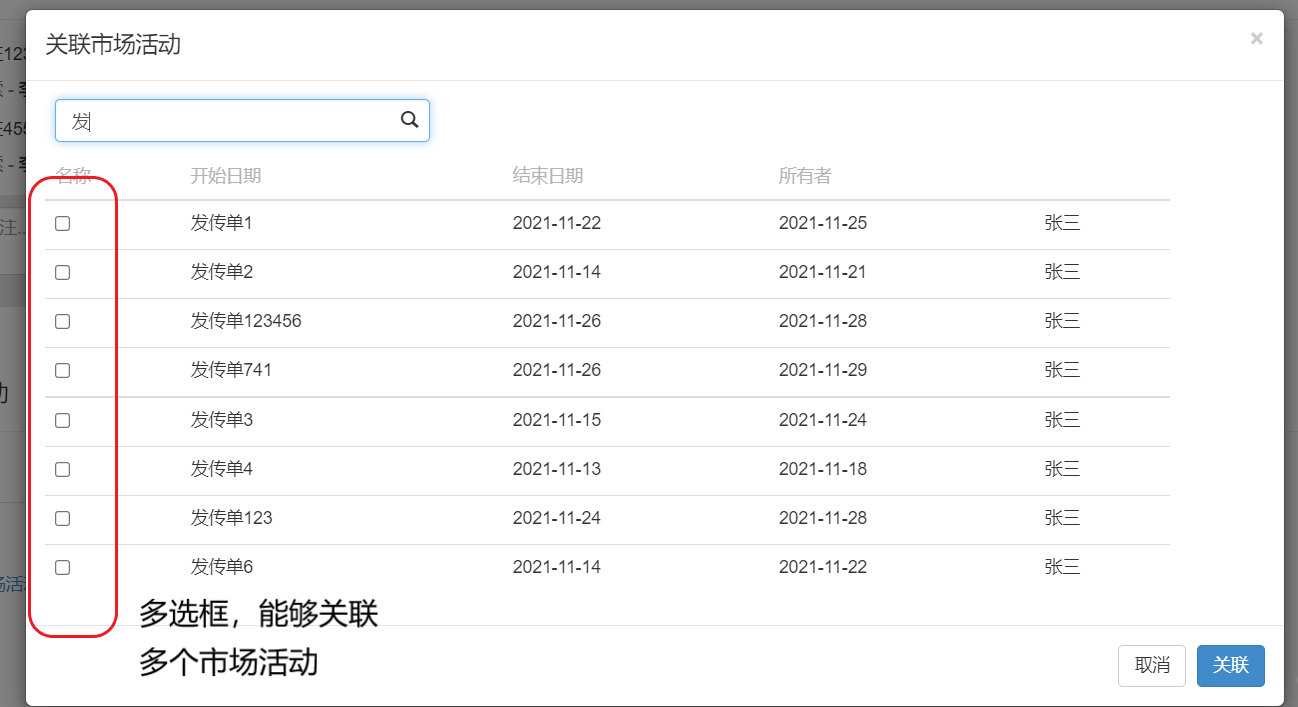 关联市场活动
×
发
名称 开始日期 结束日期 所有者
发传单1 2021-11-22 2021-11-25 张三
发传单2 2021-11-14 2021-11-21 张三
发传单123456 2021-11-26 2021-11-28 张三
发传单741 2021-11-26 2021-11-29 张三
发传单3 2021-11-15 2021-11-24 张三
发传单4 2021-11-13 2021-11-18 张三
发传单123 2021-11-24 2021-11-28 张三
发传单6 2021-11-14 2021-11-22 张三
多选框，能够关联
多个市场活动
取消 关联